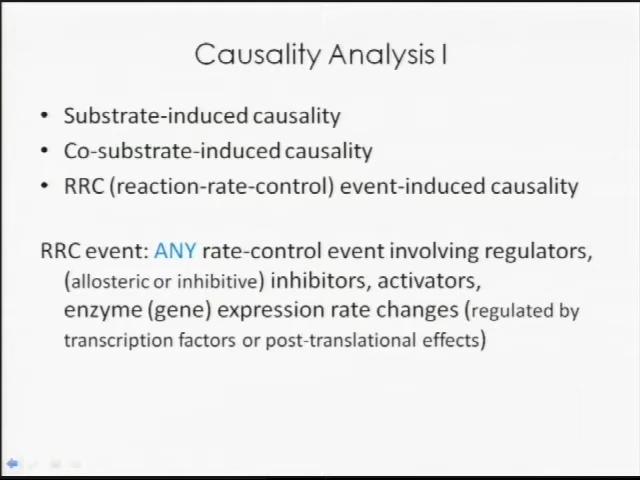 Causality Analysis I
• Substrate-induced causality
• Co-substrate-induced causality
• RRC (reaction-rate-control) event-induced causality
RRC event: ANY rate-control event involving regulators,
(allosteric or inhibitive) inhibitors, activators,
enzyme (gene) expression rate changes (regulated by
transcription factors or post-translational effects)